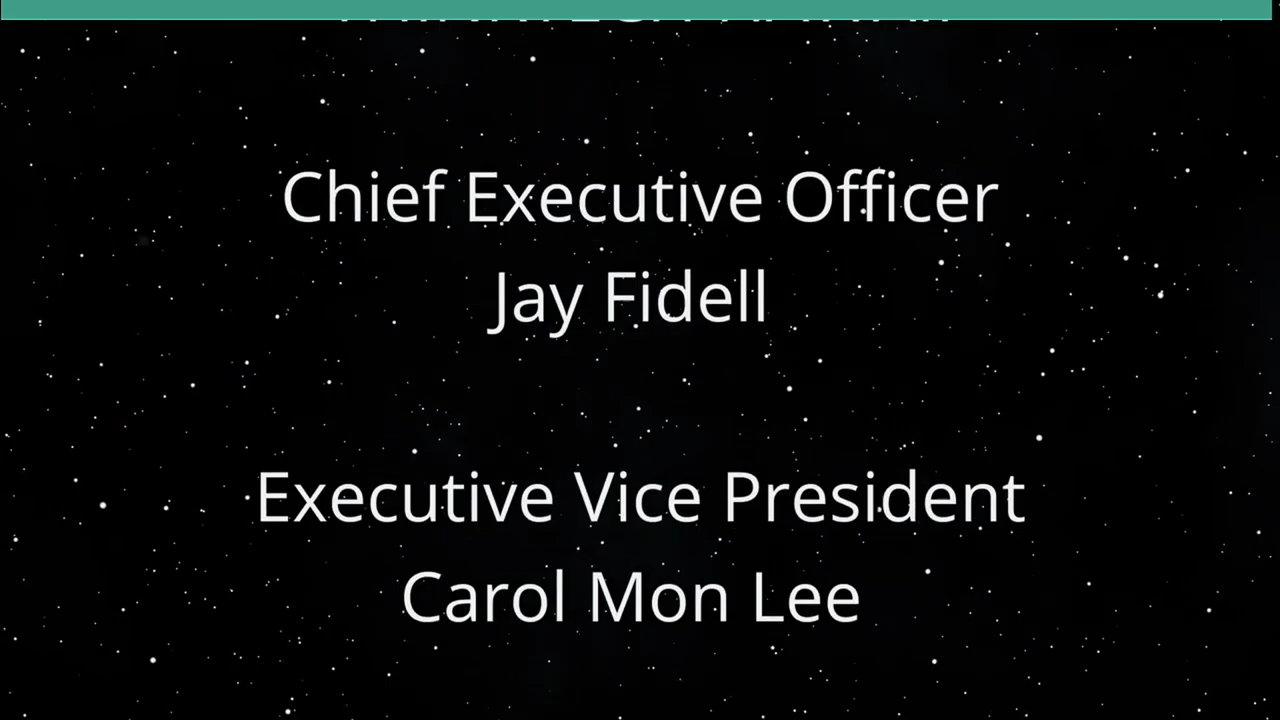 Chief Executive Officer
Jay Fidell
Executive Vice President
Carol Mon Lee